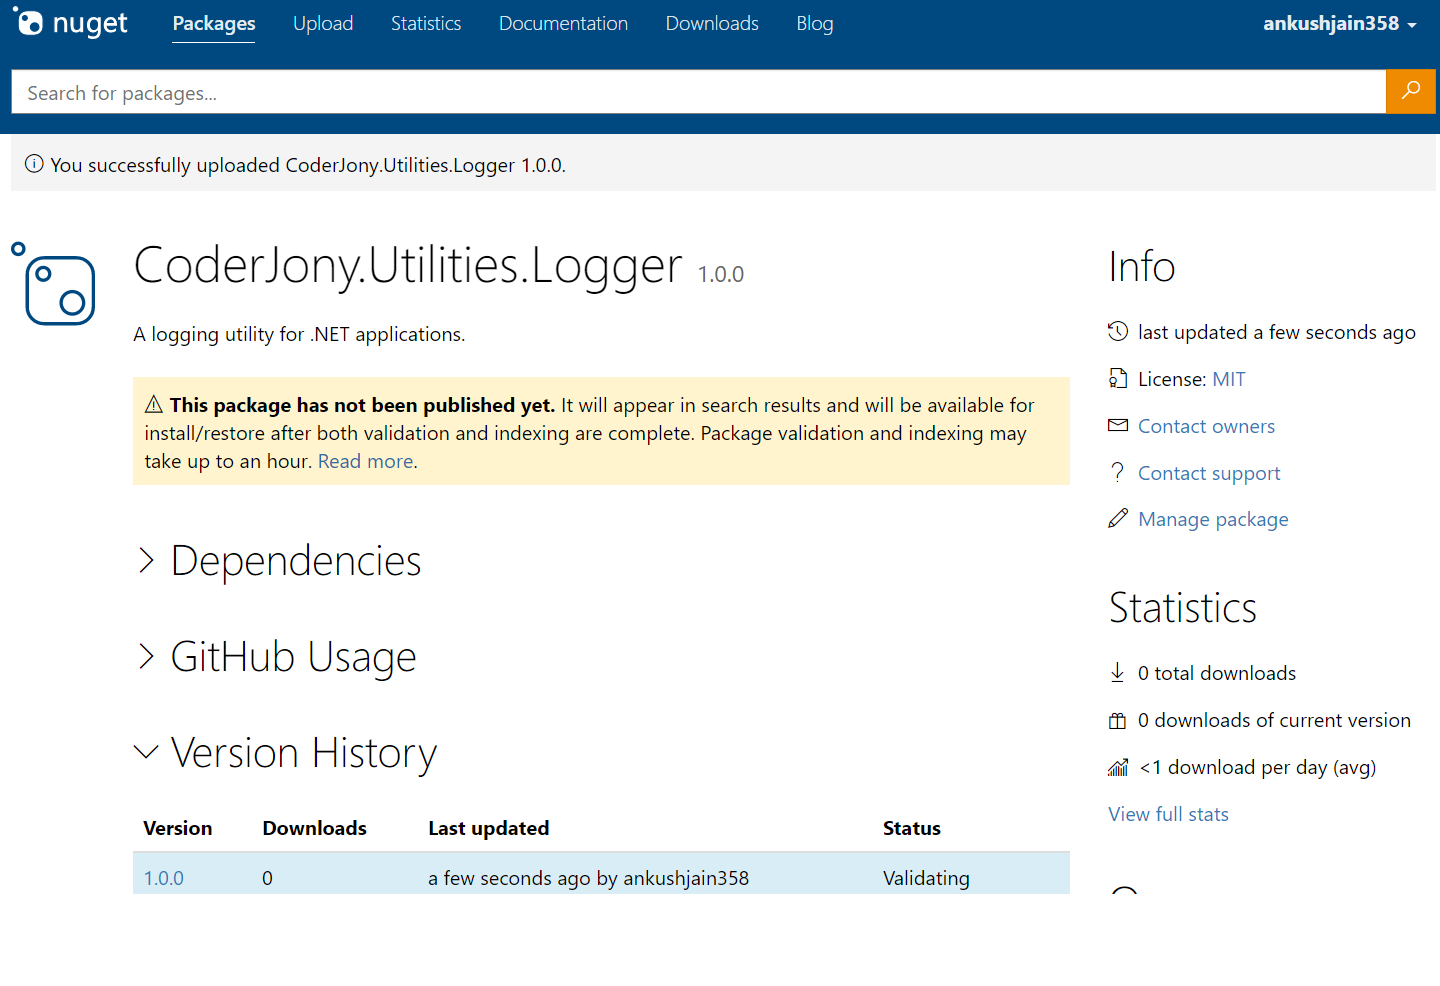 nuget
Packages
Upload
Statistics
Documentation
Downloads
Blog
ankushjain358
Search for packages...
You successfully uploaded CoderJony.Utilities.Logger 1.0.0.
CoderJony.Utilities.Logger 1.0.0
A logging utility for .NET applications.
This package has not been published yet. It will appear in search results and will be available for
install/restore after both validation and indexing are complete. Package validation and indexing may
take up to an hour. Read more.
Dependencies
GitHub Usage
Version History
Version Downloads Last updated Status
1.0.0 0 a few seconds ago by ankushjain358 Validating
Info
last updated a few seconds ago
License: MIT
Contact owners
Contact support
Manage package
Statistics
0 total downloads
0 downloads of current version
<1 download per day (avg)
View full stats